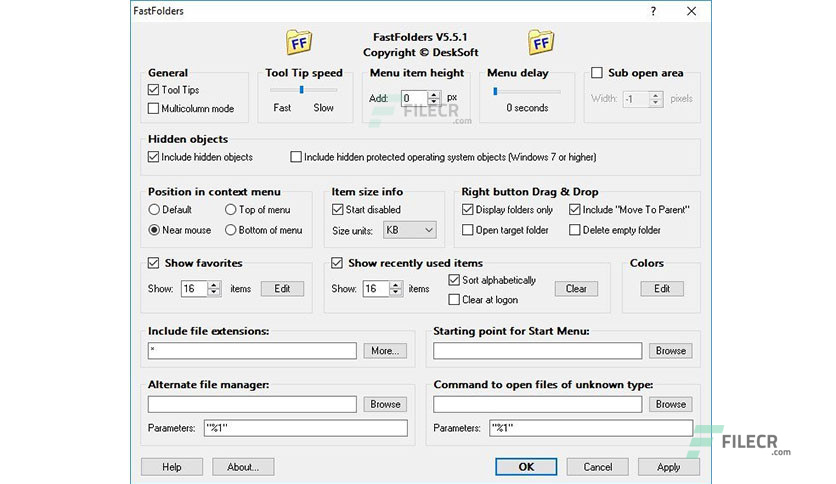 FastFolders
?
FF FastFolders V5.5.1 FF
Copyright © DeskSoft
General
Tool Tips
Multicolumn mode
Tool Tip speed
Fast Slow
Menu item height
Add: 0 px
Menu delay
0 seconds
Sub open area
Width: -1 pixels
FILECR
.com
Hidden objects
Include hidden objects
Include hidden protected operating system objects (Windows 7 or higher)
Position in context menu
Default Top of menu
Near mouse Bottom of menu
Item size info
Start disabled
Size units: KB
Right button Drag & Drop
Display folders only Include "Move To Parent"
Open target folder Delete empty folder
Show favorites
Show: 16 items Edit
Show recently used items
Show: 16 items
Sort alphabetically
Clear at logon
Clear
Colors
Edit
Include file extensions:
* More...
Starting point for Start Menu:
Browse
Alternate file manager:
Browse
Parameters: "%1"
Command to open files of unknown type:
Browse
Parameters: "%1"
FILECR
.com
Help About... OK Cancel Apply